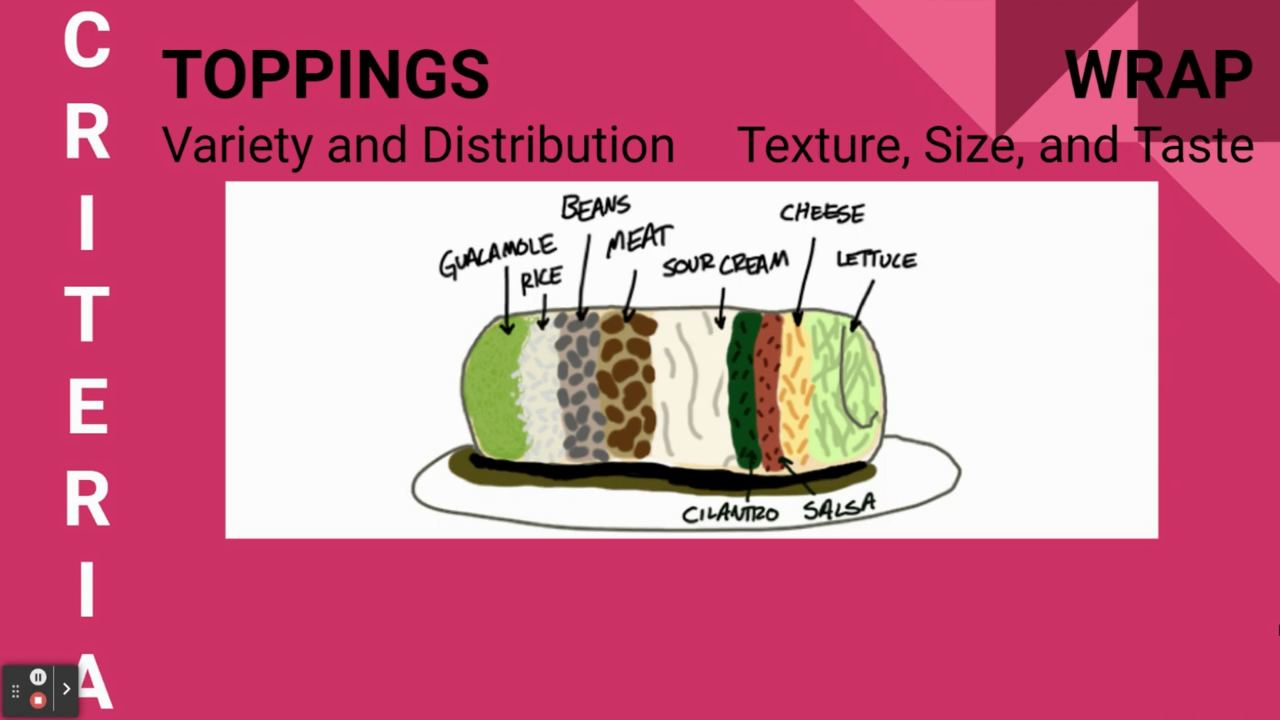 CRITERIA
TOPPINGS
WRAP
Variety and Distribution
Texture, Size, and Taste
BEANS
CHEESE
GUACAMOLE
MEAT
RICE
SOUR CREAM
LETTUCE
CILANTRO
SALSA